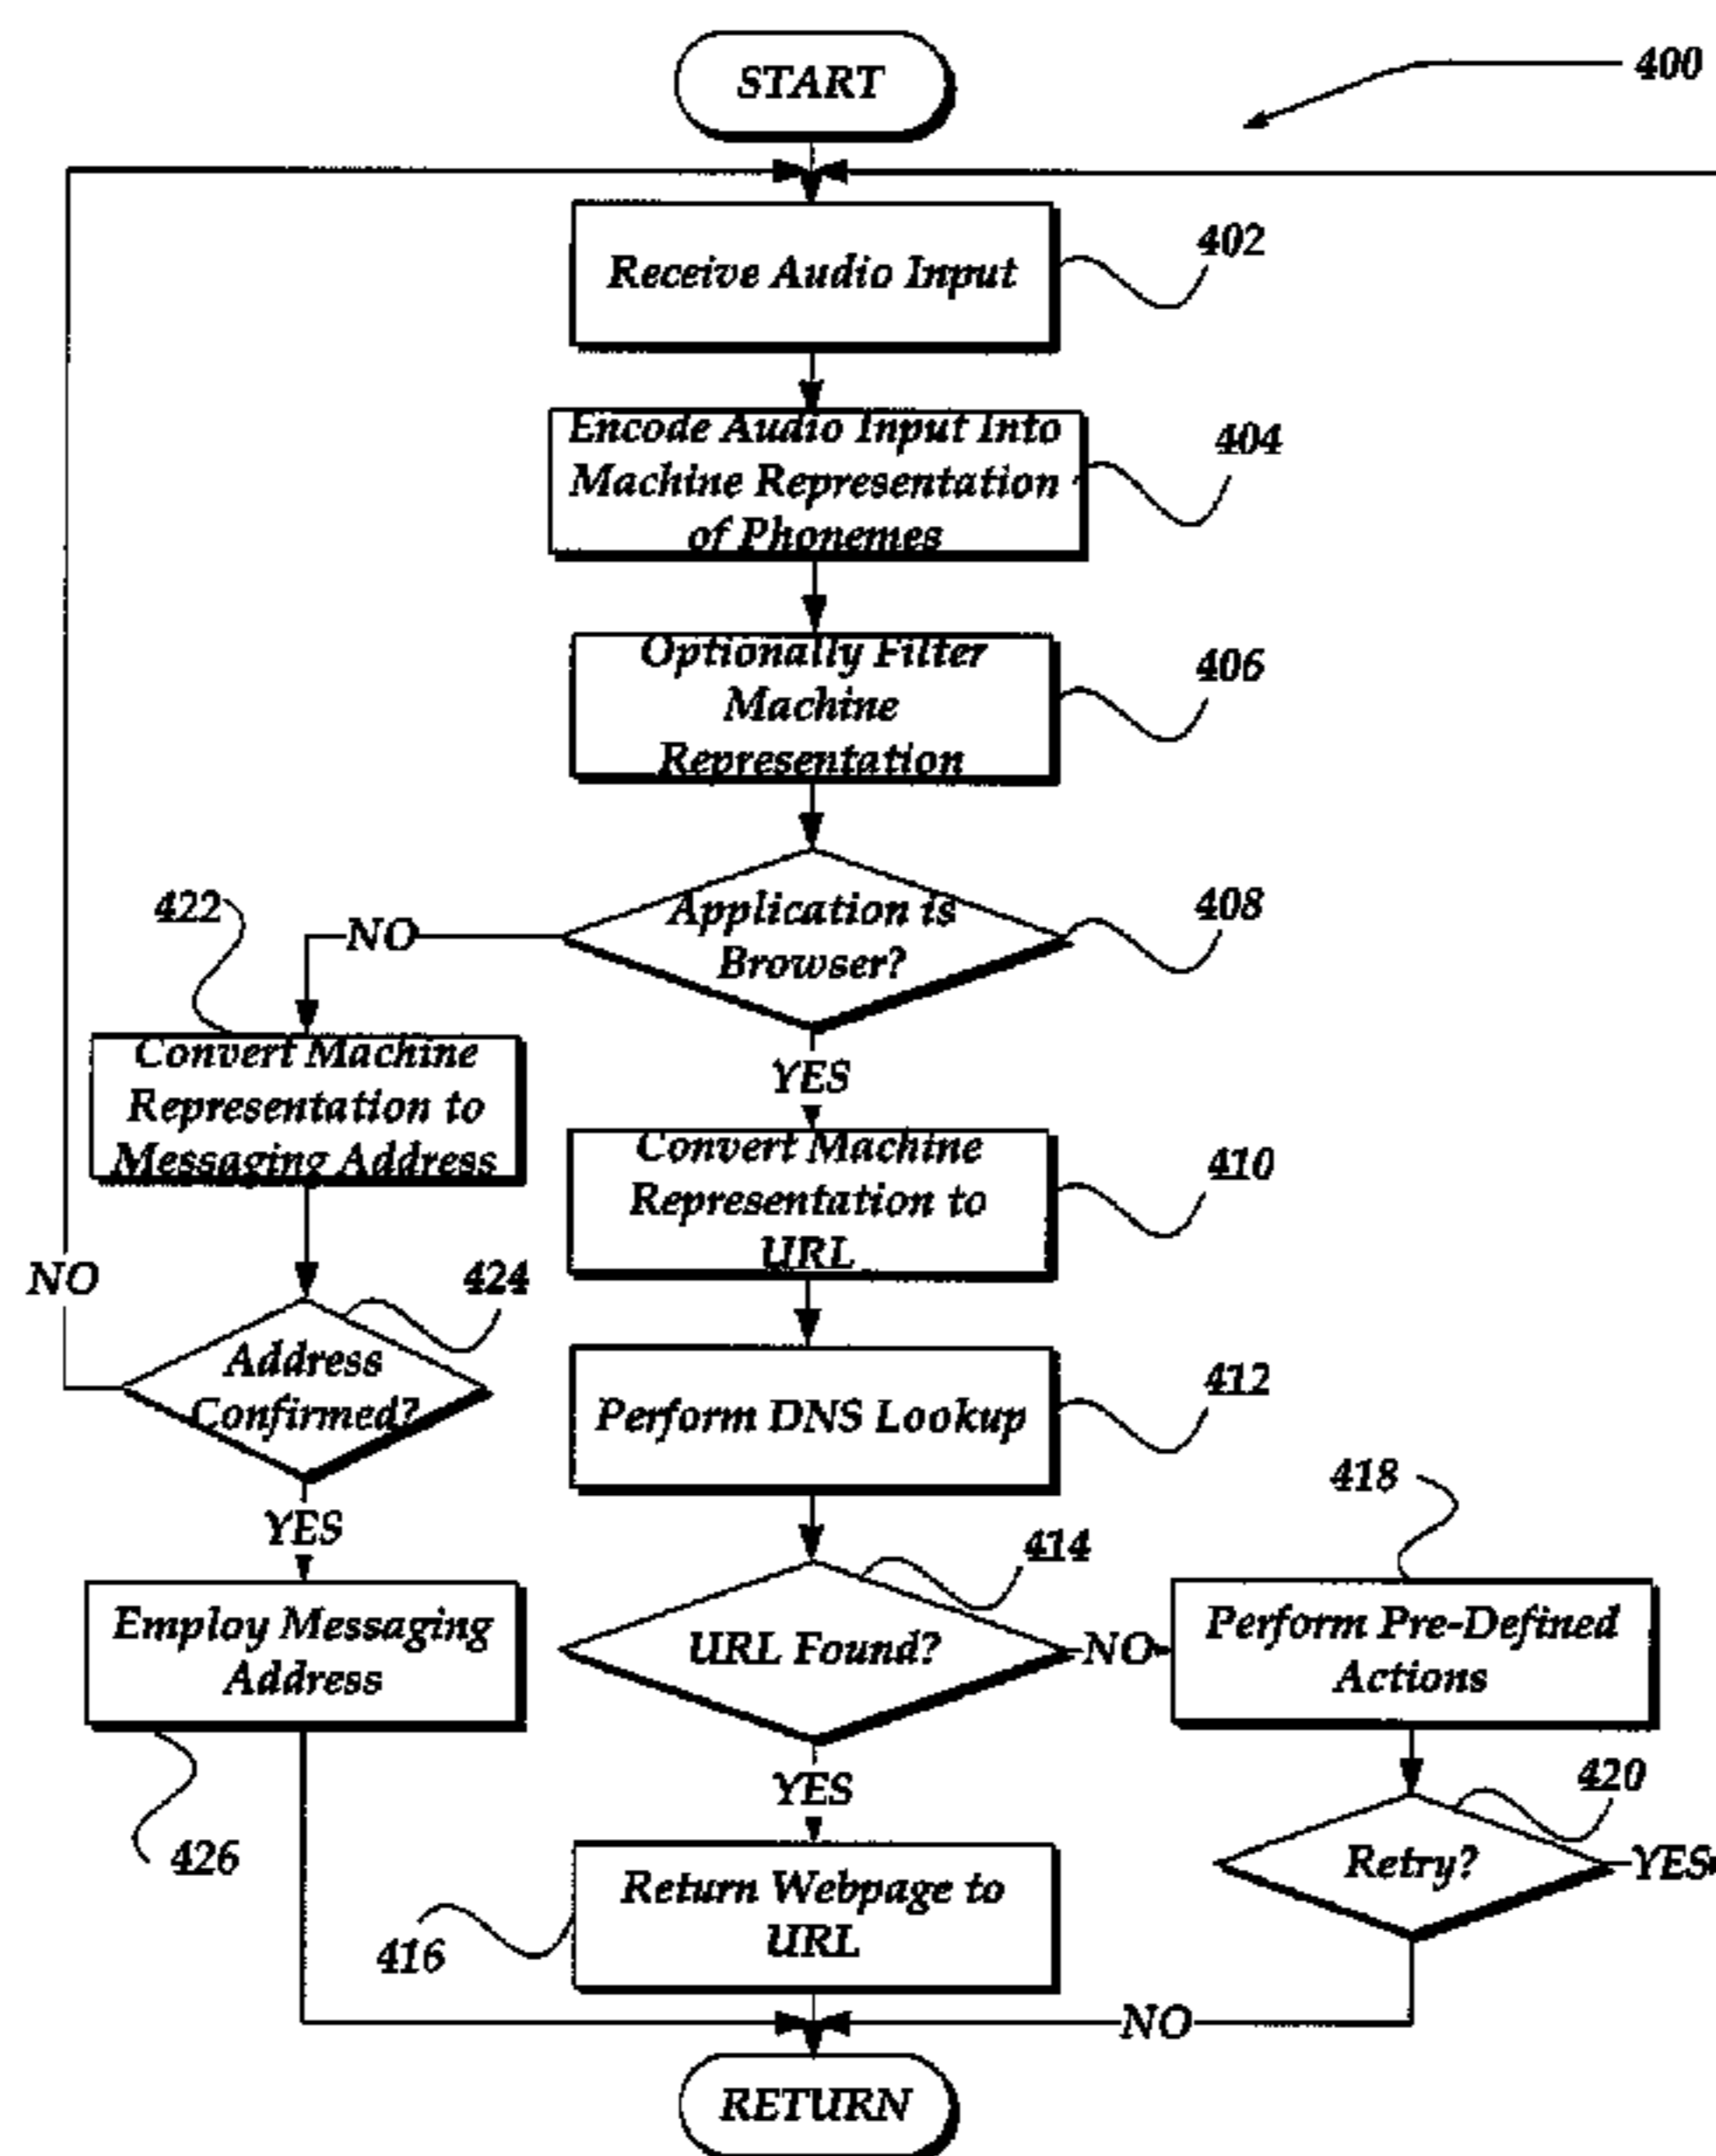 START
400
Receive Audio Input
402
Encode Audio Input Into
Machine Representation
of Phonemes
404
Optionally Filter
Machine
Representation
406
Application is
Browser?
408
NO
422
YES
Convert Machine
Representation to
Messaging Address
Convert Machine
Representation to
URL
410
NO
424
Address
Confirmed?
Perform DNS Lookup
412
YES
418
414
Employ Messaging
Address
URL Found?
NO
Perform Pre-Defined
Actions
426
YES
420
Retry?
YES
Return Webpage to
URL
416
NO
RETURN